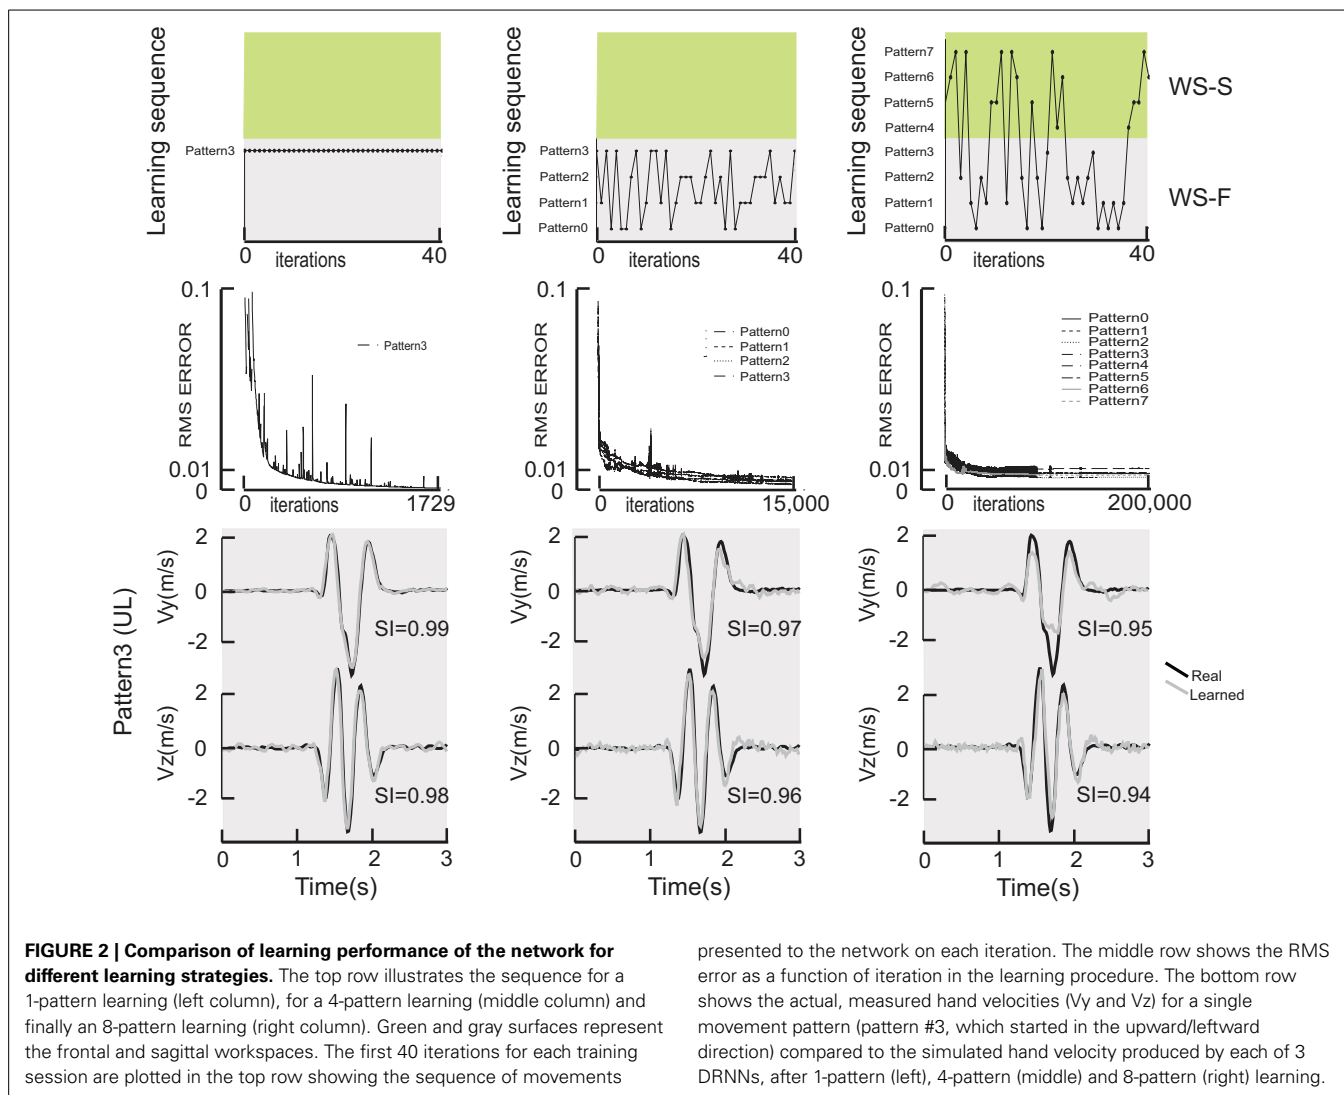 Learning sequence
Pattern3
0 iterations 40
Learning sequence
Pattern3
Pattern2
Pattern1
Pattern0
0 iterations 40
Learning sequence
Pattern7
Pattern6
Pattern5
Pattern4
Pattern3
Pattern2
Pattern1
Pattern0
0 iterations 40
WS-S
WS-F
RMS ERROR
0.1
0.01
0
Pattern3
0 iterations 1729
RMS ERROR
0.1
0.01
0
Pattern0
Pattern1
Pattern2
Pattern3
0 iterations 15,000
RMS ERROR
0.1
0.01
0
Pattern0
Pattern1
Pattern2
Pattern3
Pattern4
Pattern5
Pattern6
Pattern7
0 iterations 200,000
Pattern3 (UL)
Vy(m/s)
2
0
-2
SI=0.99
Vz(m/s)
2
0
-2
SI=0.98
0 1 2 3
Time(s)
Vy(m/s)
2
0
-2
SI=0.97
Vz(m/s)
2
0
-2
SI=0.96
0 1 2 3
Time(s)
Vy(m/s)
2
0
-2
SI=0.95
Vz(m/s)
2
0
-2
SI=0.94
0 1 2 3
Time(s)
Real
Learned
FIGURE 2 | Comparison of learning performance of the network for
different learning strategies. The top row illustrates the sequence for a
1-pattern learning (left column), for a 4-pattern learning (middle column) and
finally an 8-pattern learning (right column). Green and gray surfaces represent
the frontal and sagittal workspaces. The first 40 iterations for each training
session are plotted in the top row showing the sequence of movements
presented to the network on each iteration. The middle row shows the RMS
error as a function of iteration in the learning procedure. The bottom row
shows the actual, measured hand velocities (Vy and Vz) for a single
movement pattern (pattern #3, which started in the upward/leftward
direction) compared to the simulated hand velocity produced by each of 3
DRNNs, after 1-pattern (left), 4-pattern (middle) and 8-pattern (right) learning.